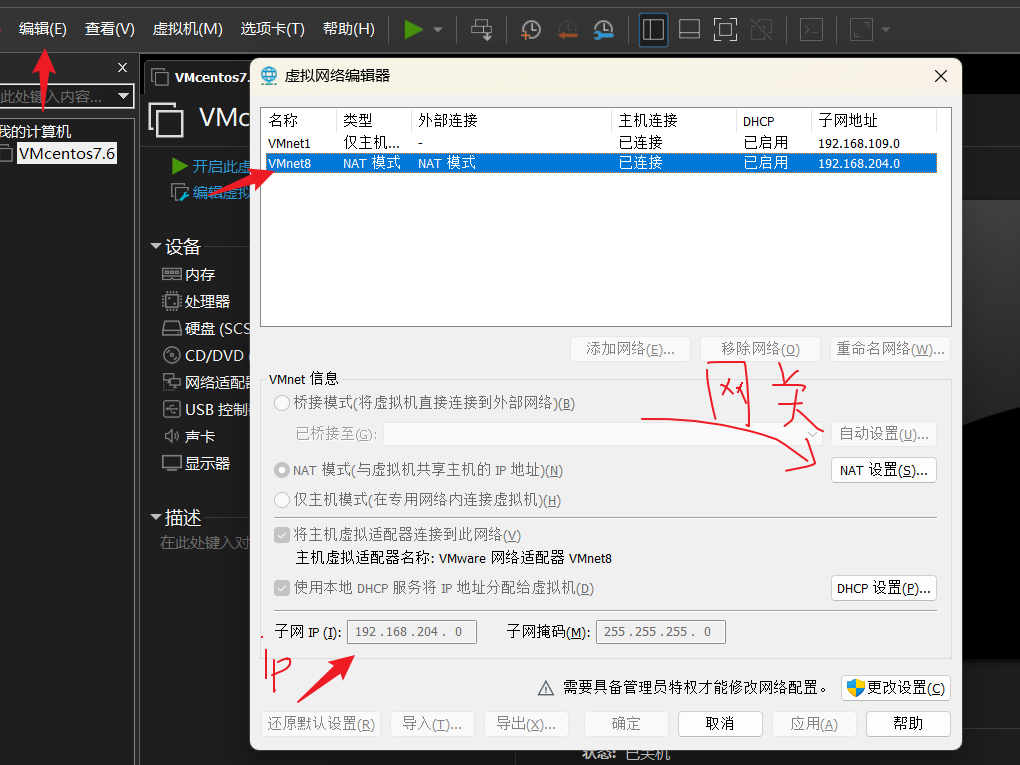 编辑(E) 查看(V) 虚拟机(M) 选项卡(T) 帮助(H)
此处键入内容...
我的计算机
VMcentos7.6
VMcentos7.
VMc
开启此虚
编辑虚拟
设备
内存
处理器
硬盘 (SCS
CD/DVD
网络适配器
USB 控制
声卡
显示器
描述
在此处键入对
虚拟网络编辑器
名称 类型 外部连接 主机连接 DHCP 子网地址
VMnet1 仅主机... - 已连接 已启用 192.168.109.0
VMnet8 NAT 模式 NAT 模式 已连接 已启用 192.168.204.0
添加网络(E)... 移除网络(O) 重命名网络(W)...
网关
VMnet 信息
桥接模式(将虚拟机直接连接到外部网络)(B)
已桥接至(G): 自动设置(U)...
NAT 模式(与虚拟机共享主机的 IP 地址)(N) NAT 设置(S)...
仅主机模式(在专用网络内连接虚拟机)(H)
将主机虚拟适配器连接到此网络(V)
主机虚拟适配器名称: VMware 网络适配器 VMnet8
使用本地 DHCP 服务将 IP 地址分配给虚拟机(D) DHCP 设置(P)...
子网 IP (I): 192.168.204. 0 子网掩码(M): 255.255.255. 0
IP
需要具备管理员特权才能修改网络配置。 更改设置(C)
还原默认设置(R) 导入(T)... 导出(X)... 确定 取消 应用(A) 帮助
状态: 已关机